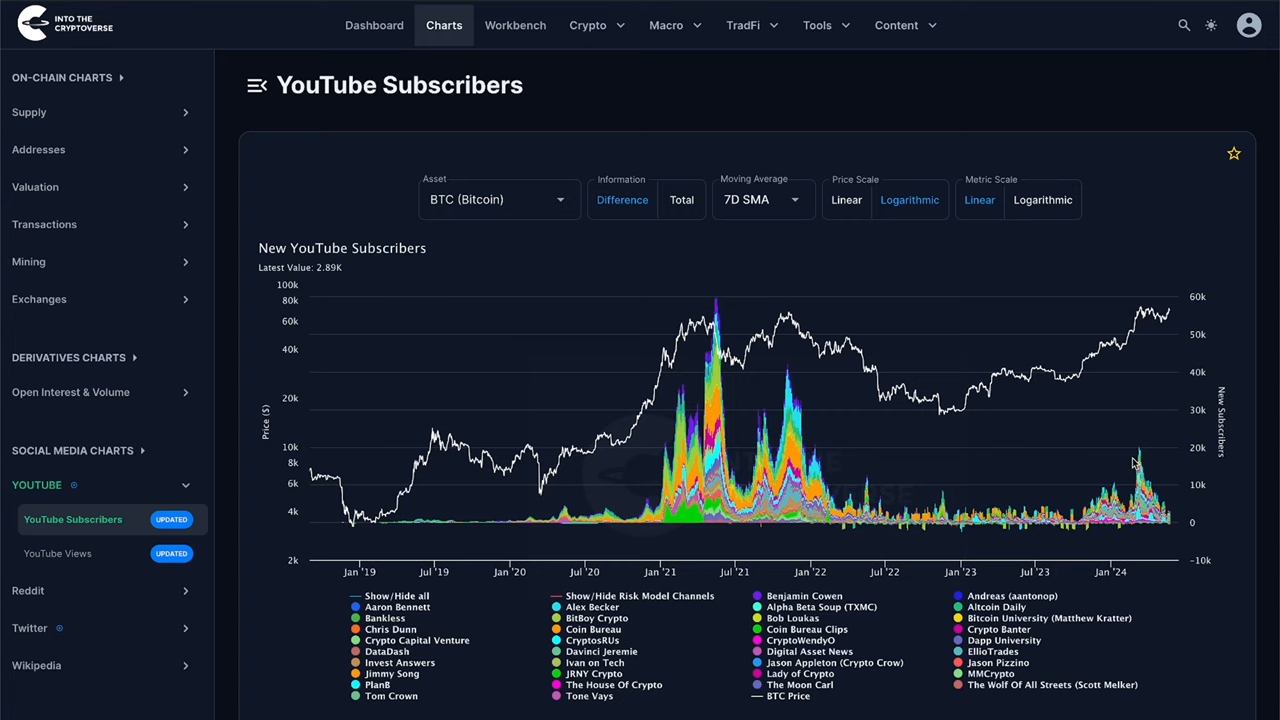 INTO THE
CRYPTOVERSE
Dashboard Charts Workbench Crypto Macro TradFi Tools Content
ON-CHAIN CHARTS
Supply
Addresses
Valuation
Transactions
Mining
Exchanges
DERIVATIVES CHARTS
Open Interest & Volume
SOCIAL MEDIA CHARTS
YOUTUBE
YouTube Subscribers UPDATED
YouTube Views UPDATED
Reddit
Twitter
Wikipedia
YouTube Subscribers
Asset Information Moving Average Price Scale Metric Scale
BTC (Bitcoin) Difference Total 7D SMA Linear Logarithmic Linear Logarithmic
New YouTube Subscribers
Latest Value: 2.89K
100k
80k
60k
40k
20k
10k
8k
6k
4k
2k
Price ($)
60k
50k
40k
30k
20k
10k
0
-10k
New Subscribers
INTO THE
CRYPTOVERSE
Jan '19 Jul '19 Jan '20 Jul '20 Jan '21 Jul '21 Jan '22 Jul '22 Jan '23 Jul '23 Jan '24
Show/Hide all Show/Hide Risk Model Channels Benjamin Cowen Andreas (aantonop)
Aaron Bennett Alex Becker Alpha Beta Soup (TXMC) Altcoin Daily
Bankless BitBoy Crypto Bob Loukas Bitcoin University (Matthew Kratter)
Chris Dunn Coin Bureau Coin Bureau Clips Crypto Banter
Crypto Capital Venture CryptosRUs CryptoWendyO Dapp University
DataDash Davinci Jeremie Digital Asset News EllioTrades
Invest Answers Ivan on Tech Jason Appleton (Crypto Crow) Jason Pizzino
Jimmy Song JRNY Crypto Lady of Crypto MMCrypto
PlanB The House Of Crypto The Moon Carl The Wolf Of All Streets (Scott Melker)
Tom Crown Tone Vays BTC Price